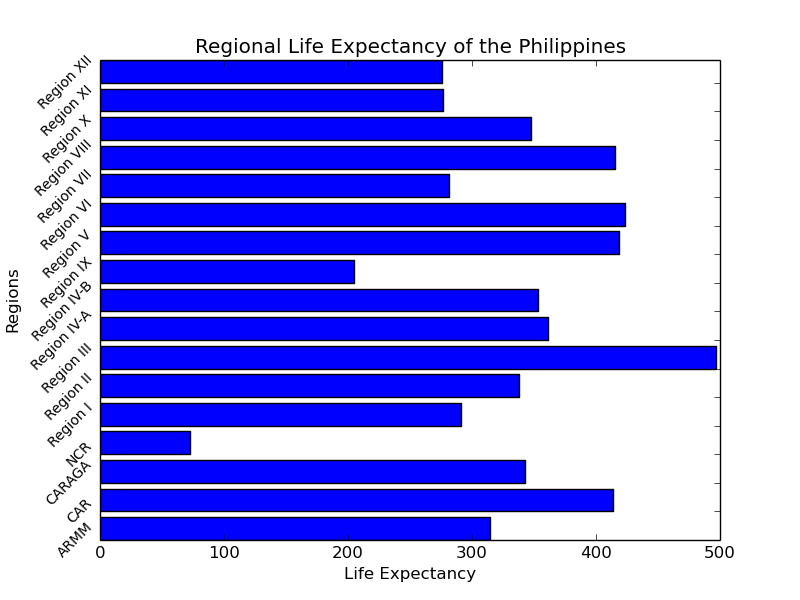 Regional Life Expectancy of the Philippines
Region XII
Region XI
Region X
Region VIII
Region VII
Region VI
Region V
Region IX
Region IV-B
Region IV-A
Region III
Region II
Region I
NCR
CARAGA
CAR
ARMM
Regions
0 100 200 300 400 500
Life Expectancy